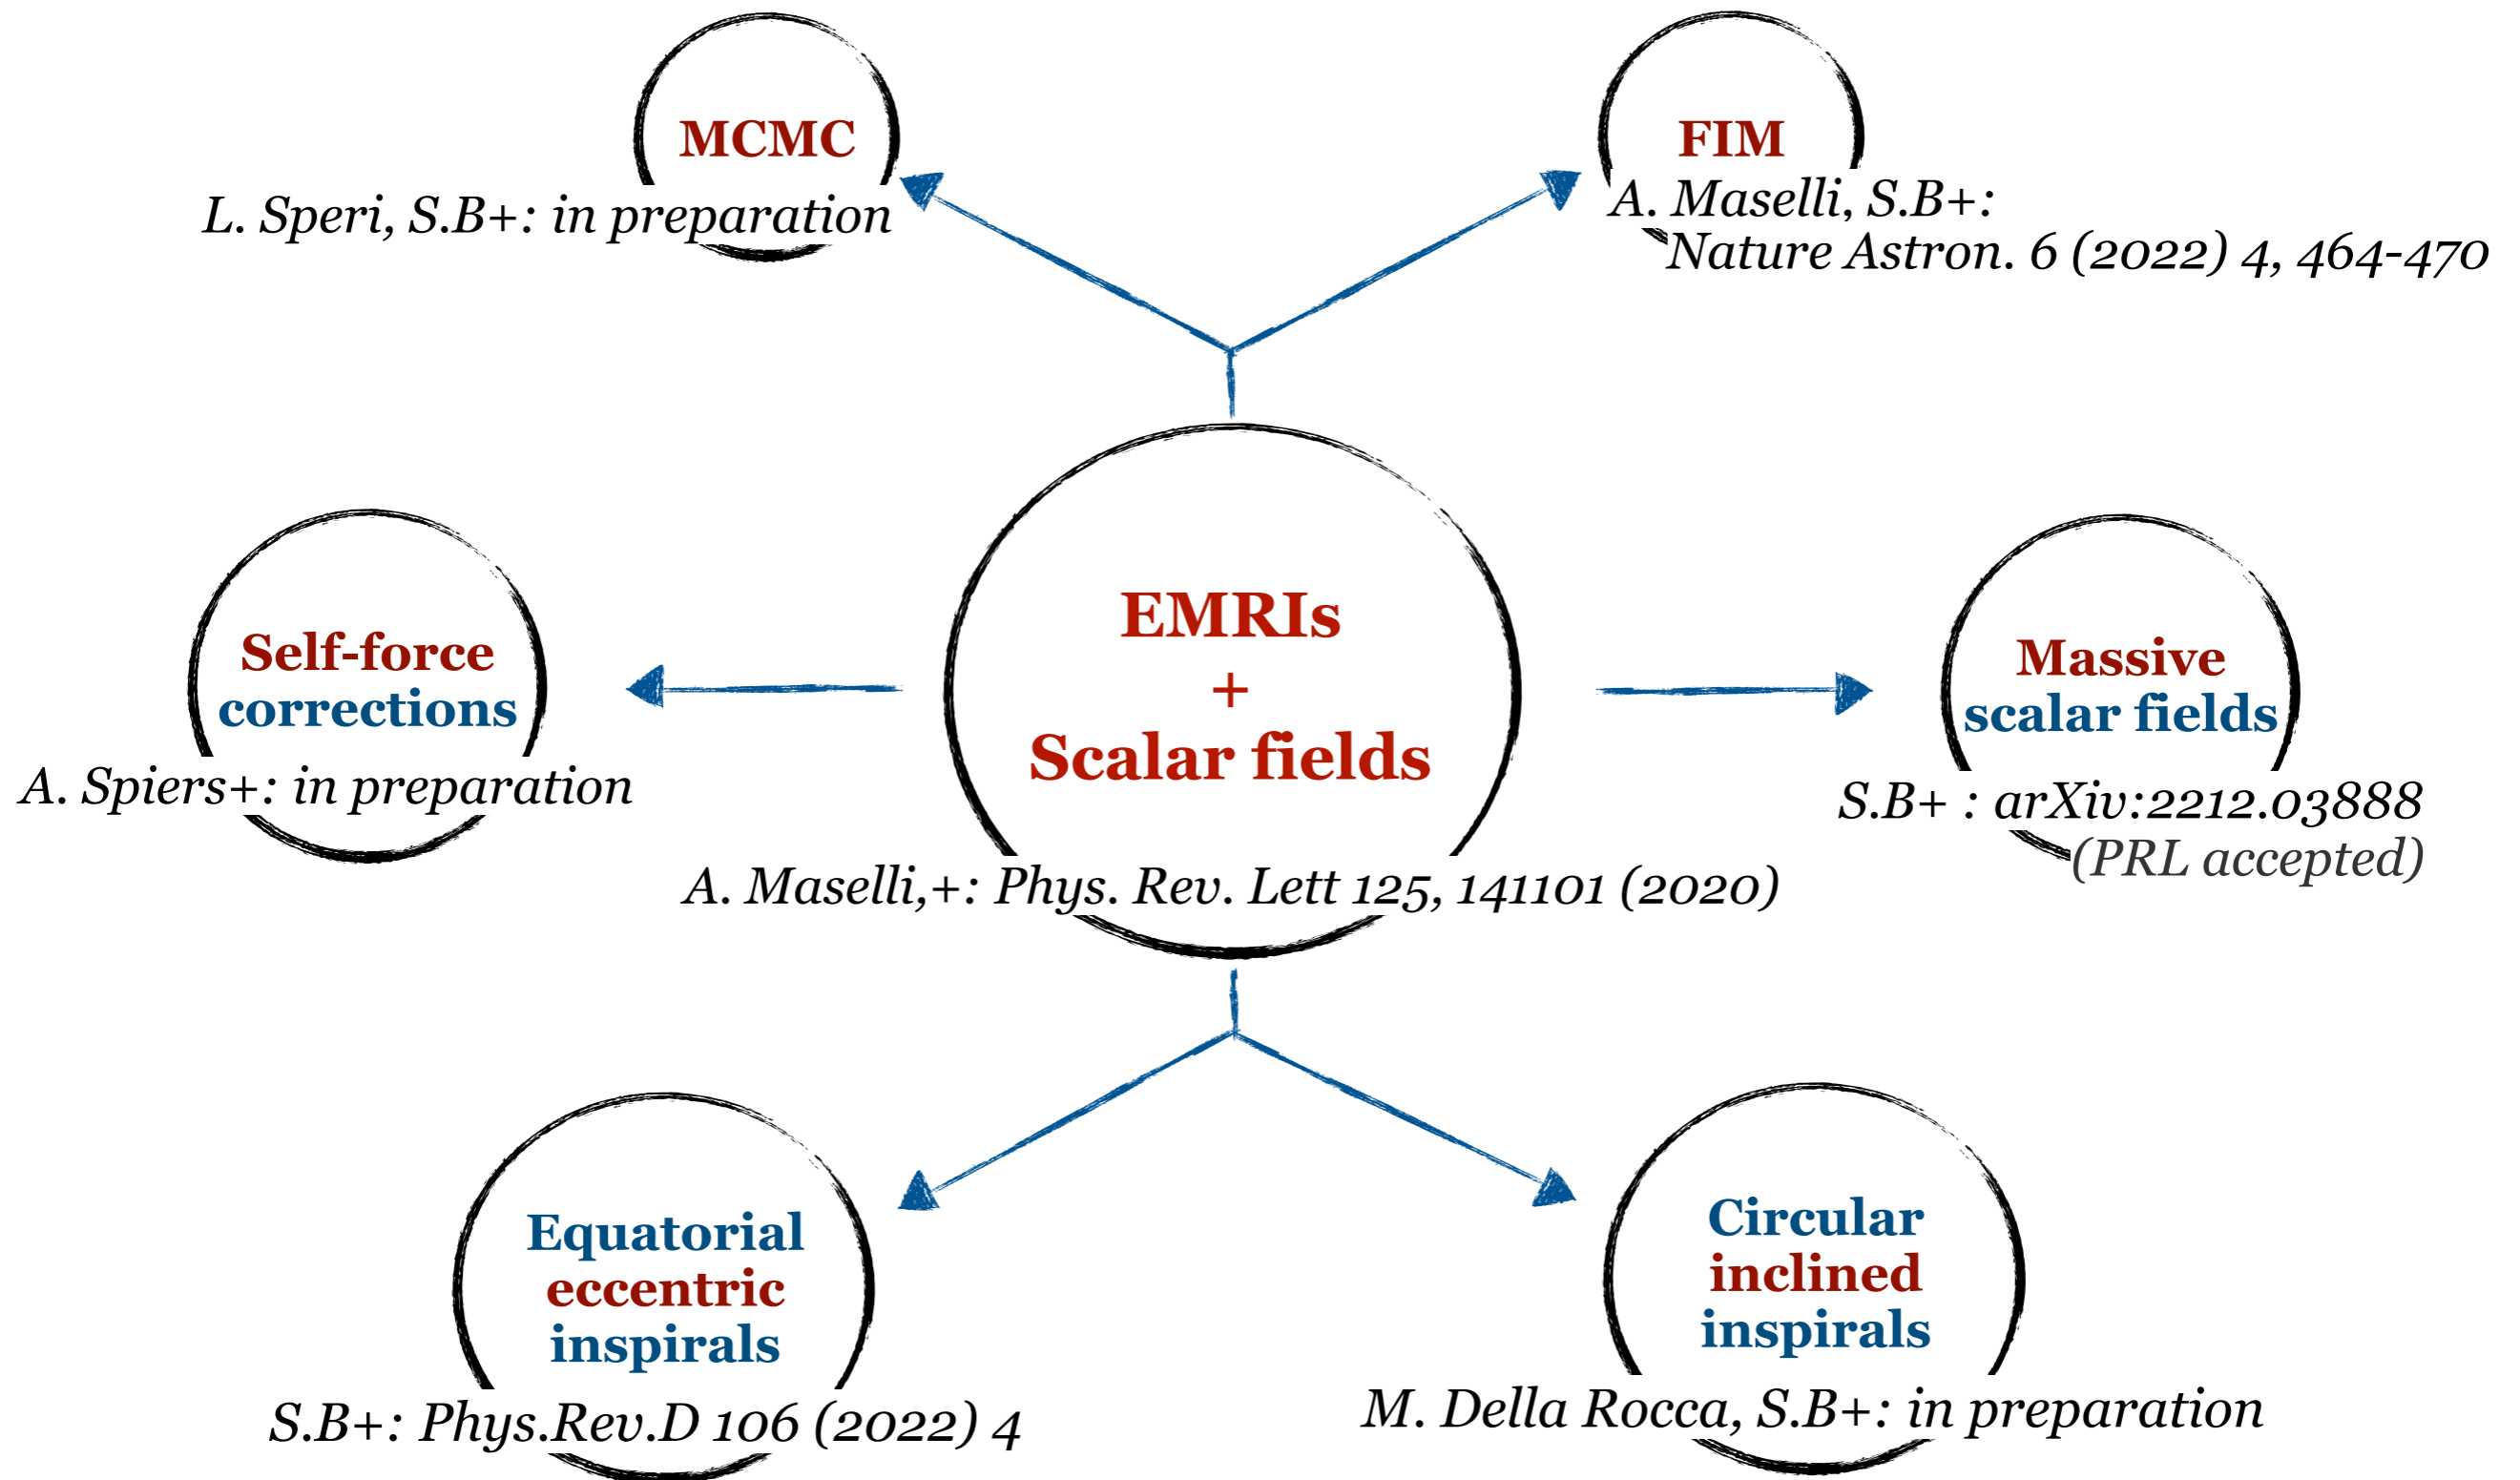 MCMC
L. Speri, S.B+: in preparation
FIM
A. Maselli, S.B+:
Nature Astron. 6 (2022) 4, 464-470
Self-force
corrections
A. Spiers+: in preparation
EMRIs
+
Scalar fields
A. Maselli,+: Phys. Rev. Lett 125, 141101 (2020)
Massive
scalar fields
S.B+ : arXiv:2212.03888
(PRL accepted)
Equatorial
eccentric
inspirals
S.B+: Phys.Rev.D 106 (2022) 4
Circular
inclined
inspirals
M. Della Rocca, S.B+: in preparation